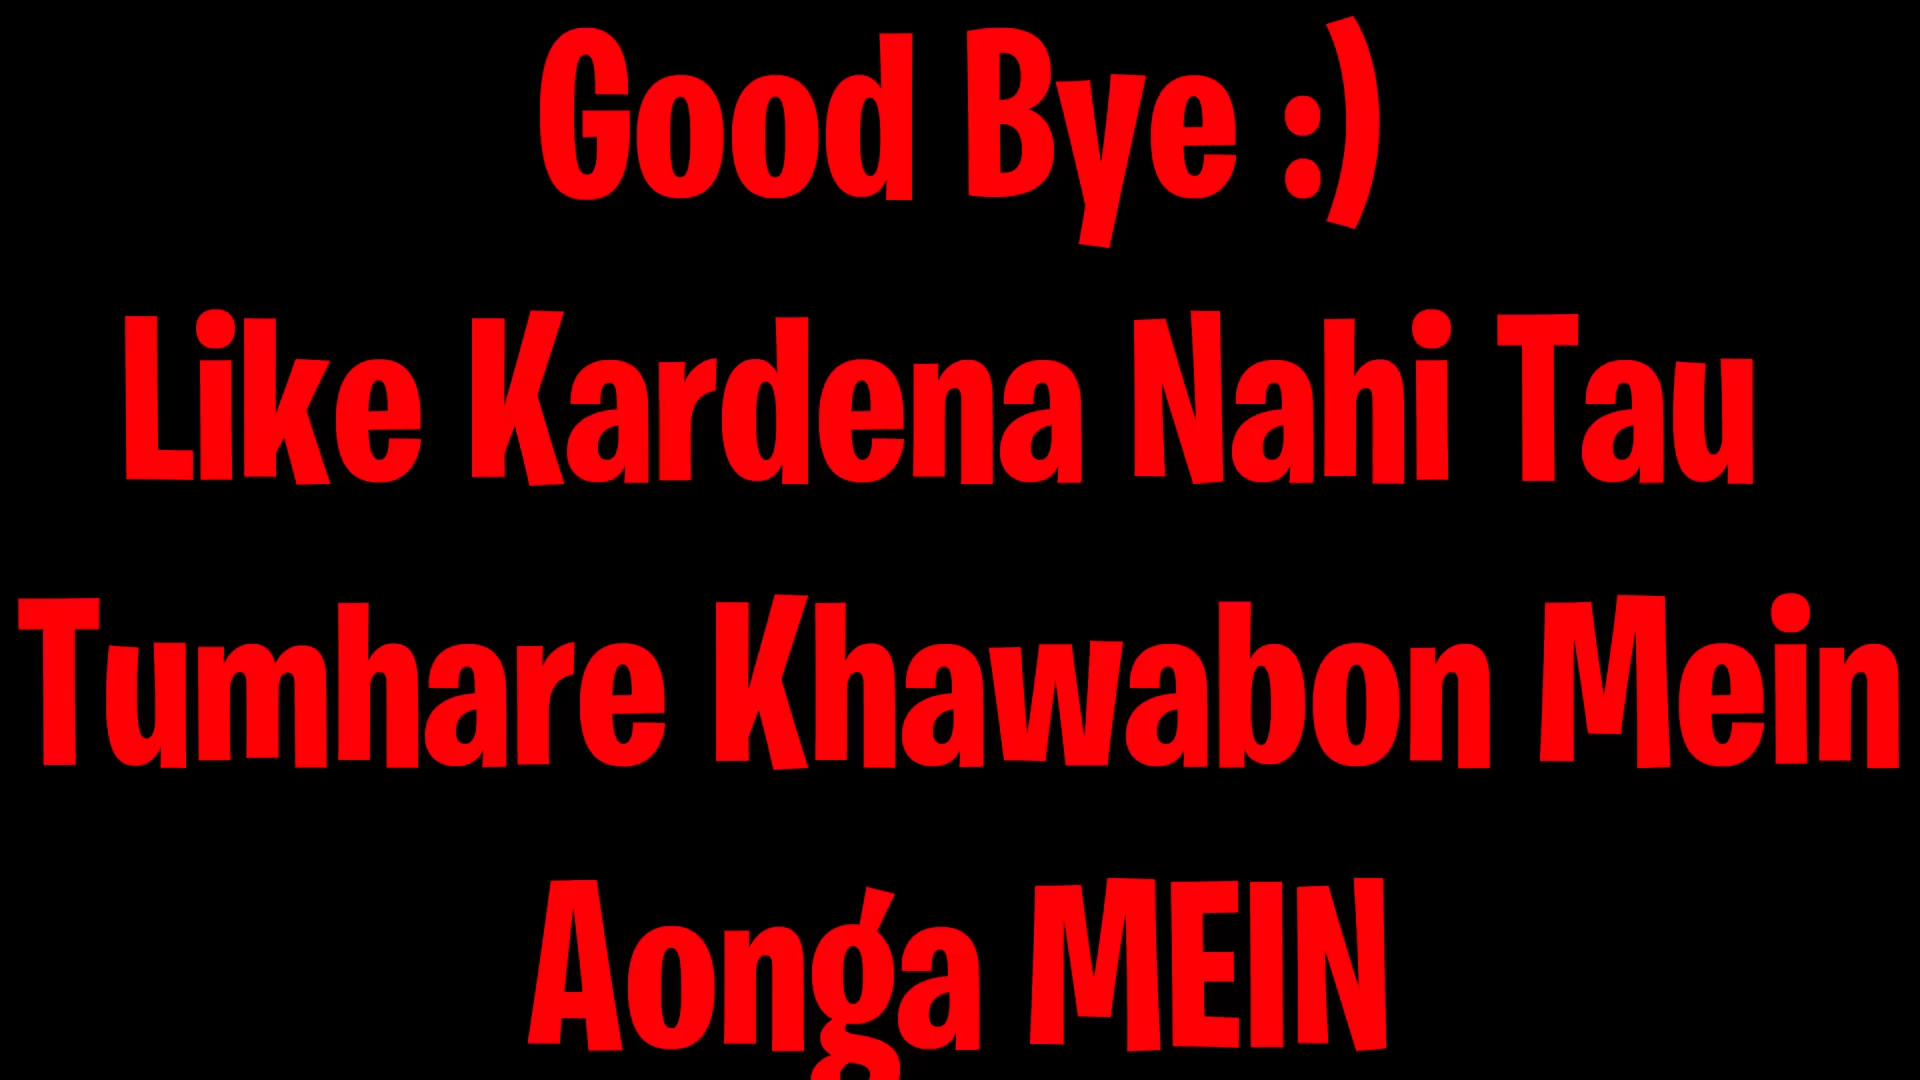 Good Bye :)
Like Kardena Nahi Tau
Tumhare Khawabon Mein
Aonga MEIN